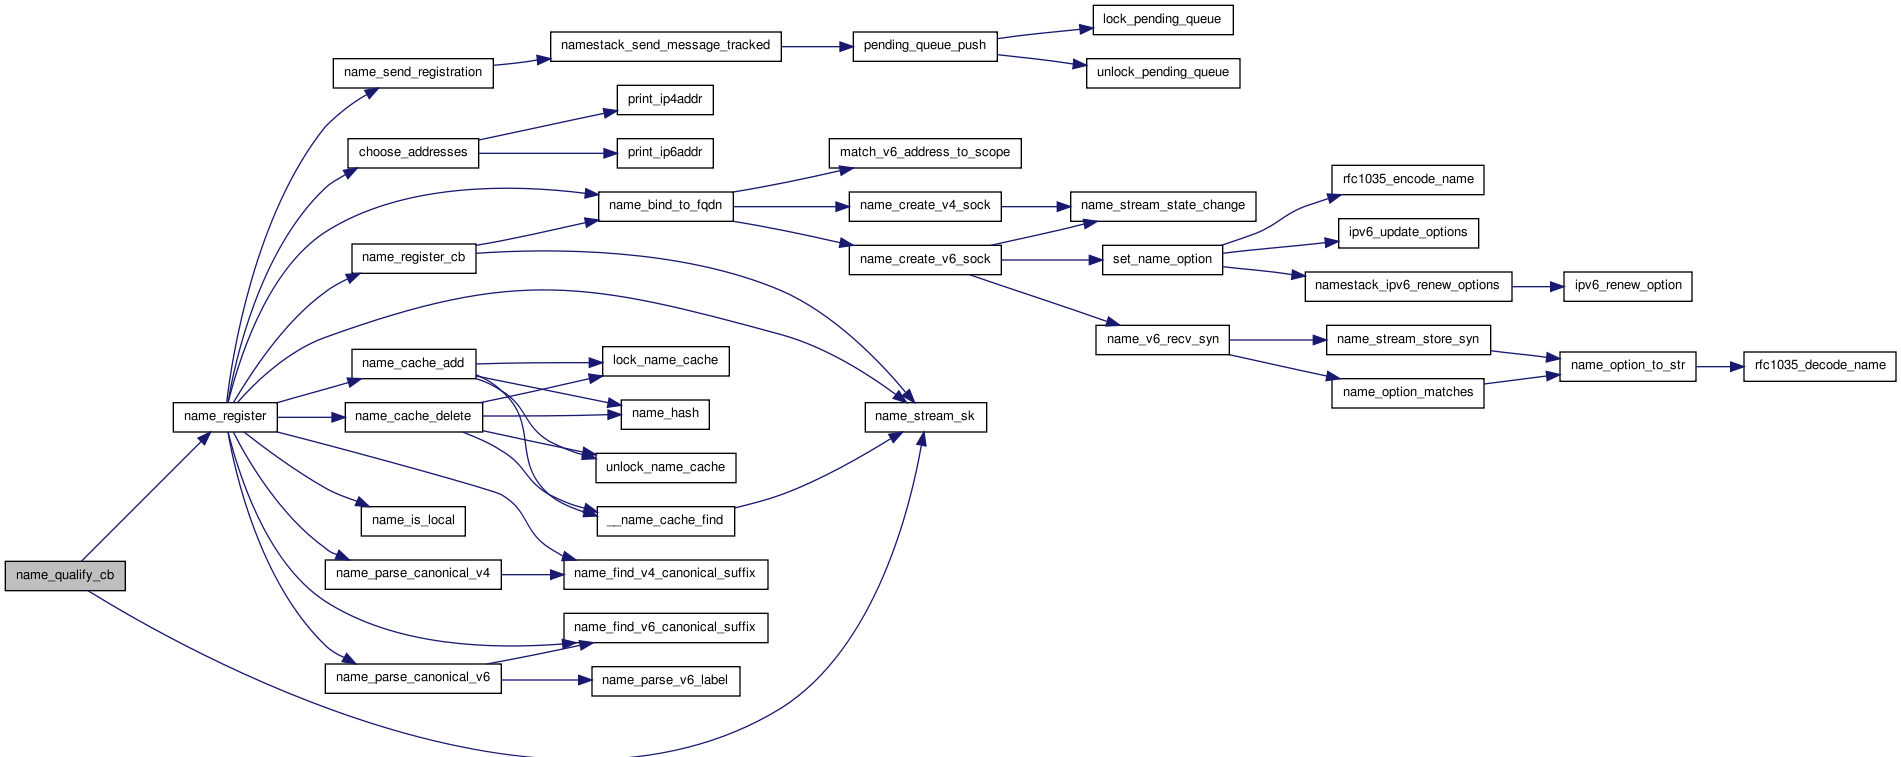 lock_pending_queue
namestack_send_message_tracked
pending_queue_push
name_send_registration
unlock_pending_queue
print_ip4addr
choose_addresses
print_ip6addr
match_v6_address_to_scope
rfc1035_encode_name
name_bind_to_fqdn
name_create_v4_sock
name_stream_state_change
ipv6_update_options
name_register_cb
name_create_v6_sock
set_name_option
namestack_ipv6_renew_options
ipv6_renew_option
name_v6_recv_syn
name_stream_store_syn
name_cache_add
lock_name_cache
name_option_to_str
rfc1035_decode_name
name_option_matches
name_register
name_cache_delete
name_hash
name_stream_sk
unlock_name_cache
name_is_local
__name_cache_find
name_qualify_cb
name_parse_canonical_v4
name_find_v4_canonical_suffix
name_find_v6_canonical_suffix
name_parse_canonical_v6
name_parse_v6_label